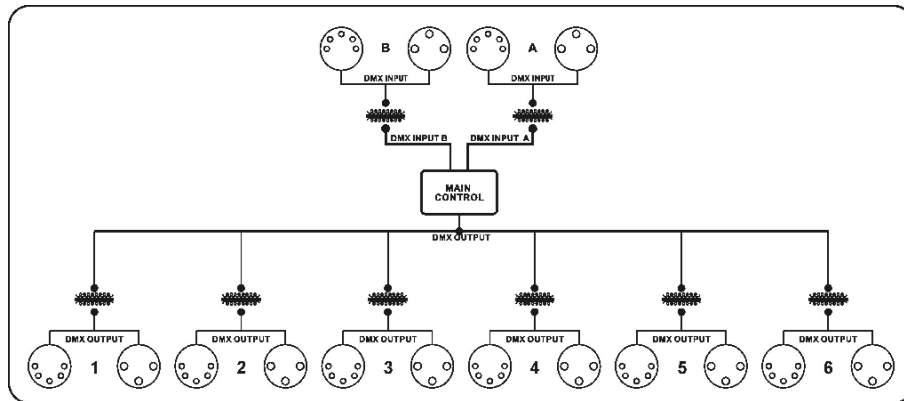 B
A
DMX INPUT
DMX INPUT
DMX INPUT B
DMX INPUT A
MAIN
CONTROL
DMX OUTPUT
DMX OUTPUT
DMX OUTPUT
DMX OUTPUT
DMX OUTPUT
DMX OUTPUT
DMX OUTPUT
1
2
3
4
5
6